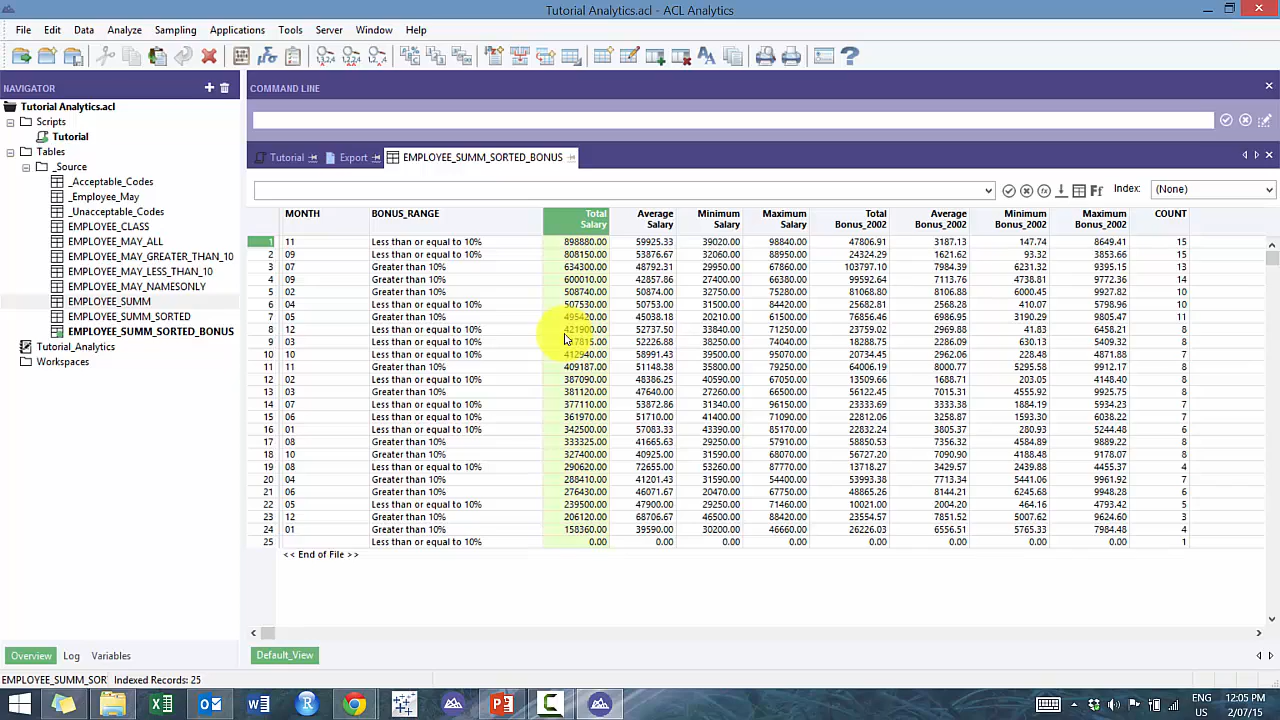 Tutorial Analytics.acl - ACL Analytics
File Edit Data Analyze Sampling Applications Tools Server Window Help
NAVIGATOR
Tutorial Analytics.acl
Scripts
Tutorial
Tables
_Source
_Acceptable_Codes
_Employee_May
_Unacceptable_Codes
EMPLOYEE_CLASS
EMPLOYEE_MAY_ALL
EMPLOYEE_MAY_GREATER_THAN_10
EMPLOYEE_MAY_LESS_THAN_10
EMPLOYEE_MAY_NAMESONLY
EMPLOYEE_SUMM
EMPLOYEE_SUMM_SORTED
EMPLOYEE_SUMM_SORTED_BONUS
Tutorial_Analytics
Workspaces
Overview Log Variables
COMMAND LINE
Tutorial Export EMPLOYEE_SUMM_SORTED_BONUS
Index: (None)
MONTH BONUS_RANGE Total Salary Average Salary Minimum Salary Maximum Salary Total Bonus_2002 Average Bonus_2002 Minimum Bonus_2002 Maximum Bonus_2002 COUNT
1 11 Less than or equal to 10% 898880.00 59925.33 39020.00 98840.00 47806.91 3187.13 147.74 8649.41 15
2 09 Less than or equal to 10% 808150.00 53876.67 32310.00 88950.00 24324.29 1621.62 93.32 3853.66 15
3 07 Greater than 10% 634300.00 48792.31 29950.00 67860.00 103797.10 7984.39 6231.32 9395.15 13
4 09 Greater than 10% 600010.00 42857.86 27400.00 66380.00 99592.64 7113.76 4738.81 9772.36 14
5 02 Greater than 10% 508740.00 50874.00 32750.00 75280.00 81168.80 8116.88 6000.45 9927.82 10
6 04 Less than or equal to 10% 507530.00 50753.00 31500.00 84420.00 25682.81 2568.28 410.07 5798.96 10
7 05 Greater than 10% 495420.00 45038.18 20210.00 61500.00 76856.46 6986.95 3190.29 9805.47 11
8 12 Less than or equal to 10% 421900.00 52737.50 33840.00 71250.00 23759.02 2969.88 41.83 6458.21 8
9 03 Less than or equal to 10% 52226.88 38250.00 74040.00 18288.75 2286.09 630.13 5409.32 8
10 10 Less than or equal to 10% 412940.00 58991.43 39500.00 95070.00 20734.45 2962.06 228.48 4871.88 7
11 11 Greater than 10% 409187.00 51148.38 35800.00 79250.00 64006.19 8000.77 5295.58 9912.17 8
12 02 Less than or equal to 10% 387090.00 48386.25 40590.00 67050.00 13509.66 1688.71 203.05 4148.40 8
13 03 Greater than 10% 381120.00 47640.00 27260.00 66500.00 56122.45 7015.31 4555.92 9925.75 8
14 07 Less than or equal to 10% 377110.00 53872.86 31340.00 96150.00 23333.69 3333.38 1884.19 5934.23 7
15 06 Less than or equal to 10% 361970.00 51710.00 41400.00 71090.00 22812.06 3258.87 1593.30 6038.22 7
16 01 Less than or equal to 10% 342500.00 57083.33 43390.00 85170.00 22832.24 3805.37 280.93 5244.48 6
17 08 Greater than 10% 333325.00 41665.63 29250.00 57910.00 58850.53 7356.32 4584.89 9889.22 8
18 10 Greater than 10% 327400.00 40925.00 31590.00 68070.00 56727.20 7090.90 4188.48 9178.07 8
19 08 Less than or equal to 10% 290620.00 72655.00 53260.00 87770.00 13718.27 3429.57 2439.88 4455.37 4
20 04 Greater than 10% 288410.00 41201.43 31590.00 54400.00 53993.38 7713.34 5441.06 9961.92 7
21 06 Greater than 10% 276430.00 46071.67 20470.00 67750.00 48865.26 8144.21 6245.68 9948.28 6
22 05 Less than or equal to 10% 239500.00 47900.00 29250.00 71460.00 10021.00 2004.20 464.16 4793.42 5
23 12 Greater than 10% 206120.00 68706.67 46500.00 88420.00 23554.57 7851.52 5007.62 9624.60 3
24 01 Greater than 10% 158360.00 39590.00 30200.00 46660.00 26226.03 6556.51 5765.33 7984.48 4
25 Less than or equal to 10% 0.00 0.00 0.00 0.00 0.00 0.00 0.00 0.00 1
<< End of File >>
Default_View
EMPLOYEE_SUMM_SOR Indexed Records: 25
ENG 12:05 PM
US 2/07/15